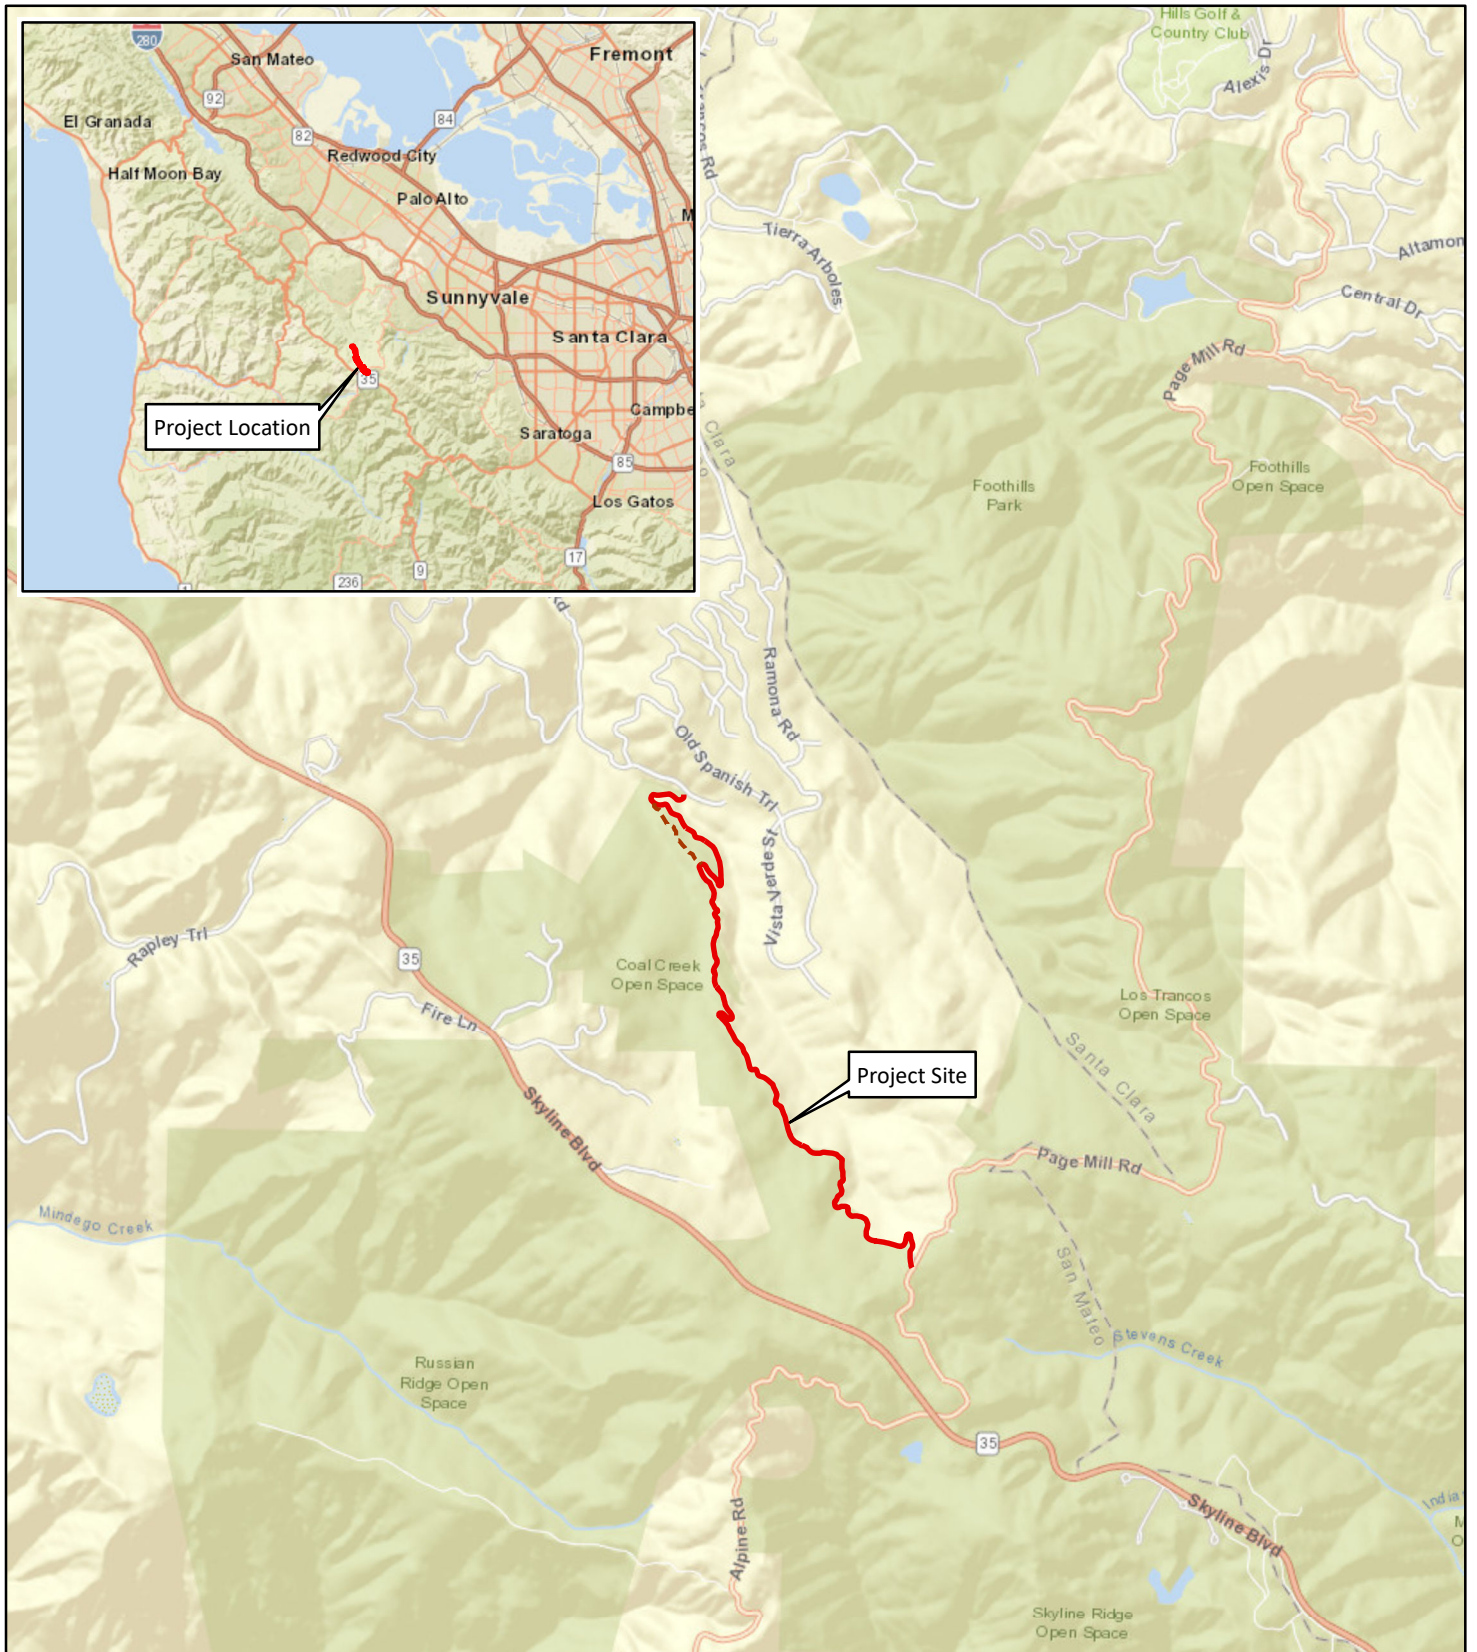 280
San Mateo
Fremont
92
El Granada
82
84
Redwood City
Half Moon Bay
Palo Alto
M
Sunnyvale
Santa Clara
35
Project Location
Campbe
Saratoga
85
Los Gatos
17
9
236
Hills Golf &
Country Club
Alexis Dr
Rd
Tierra Arboles
Altamon
Central Dr
Page Mill Rd
Clara
Foothills
Park
Foothills
Open Space
Rd
Ramona Rd
Old Spanish Trl
Vista Verde St
Rapley Trl
35
Coal Creek
Open Space
Fire Ln
Los Trancos
Open Space
Santa Clara
Project Site
Skyline Blvd
Page Mill Rd
Mindego Creek
San Mateo
Stevens Creek
Russian
Ridge Open
Space
35
Alpine Rd
Skyline Blvd
India
M
O
Skyline Ridge
Open Space